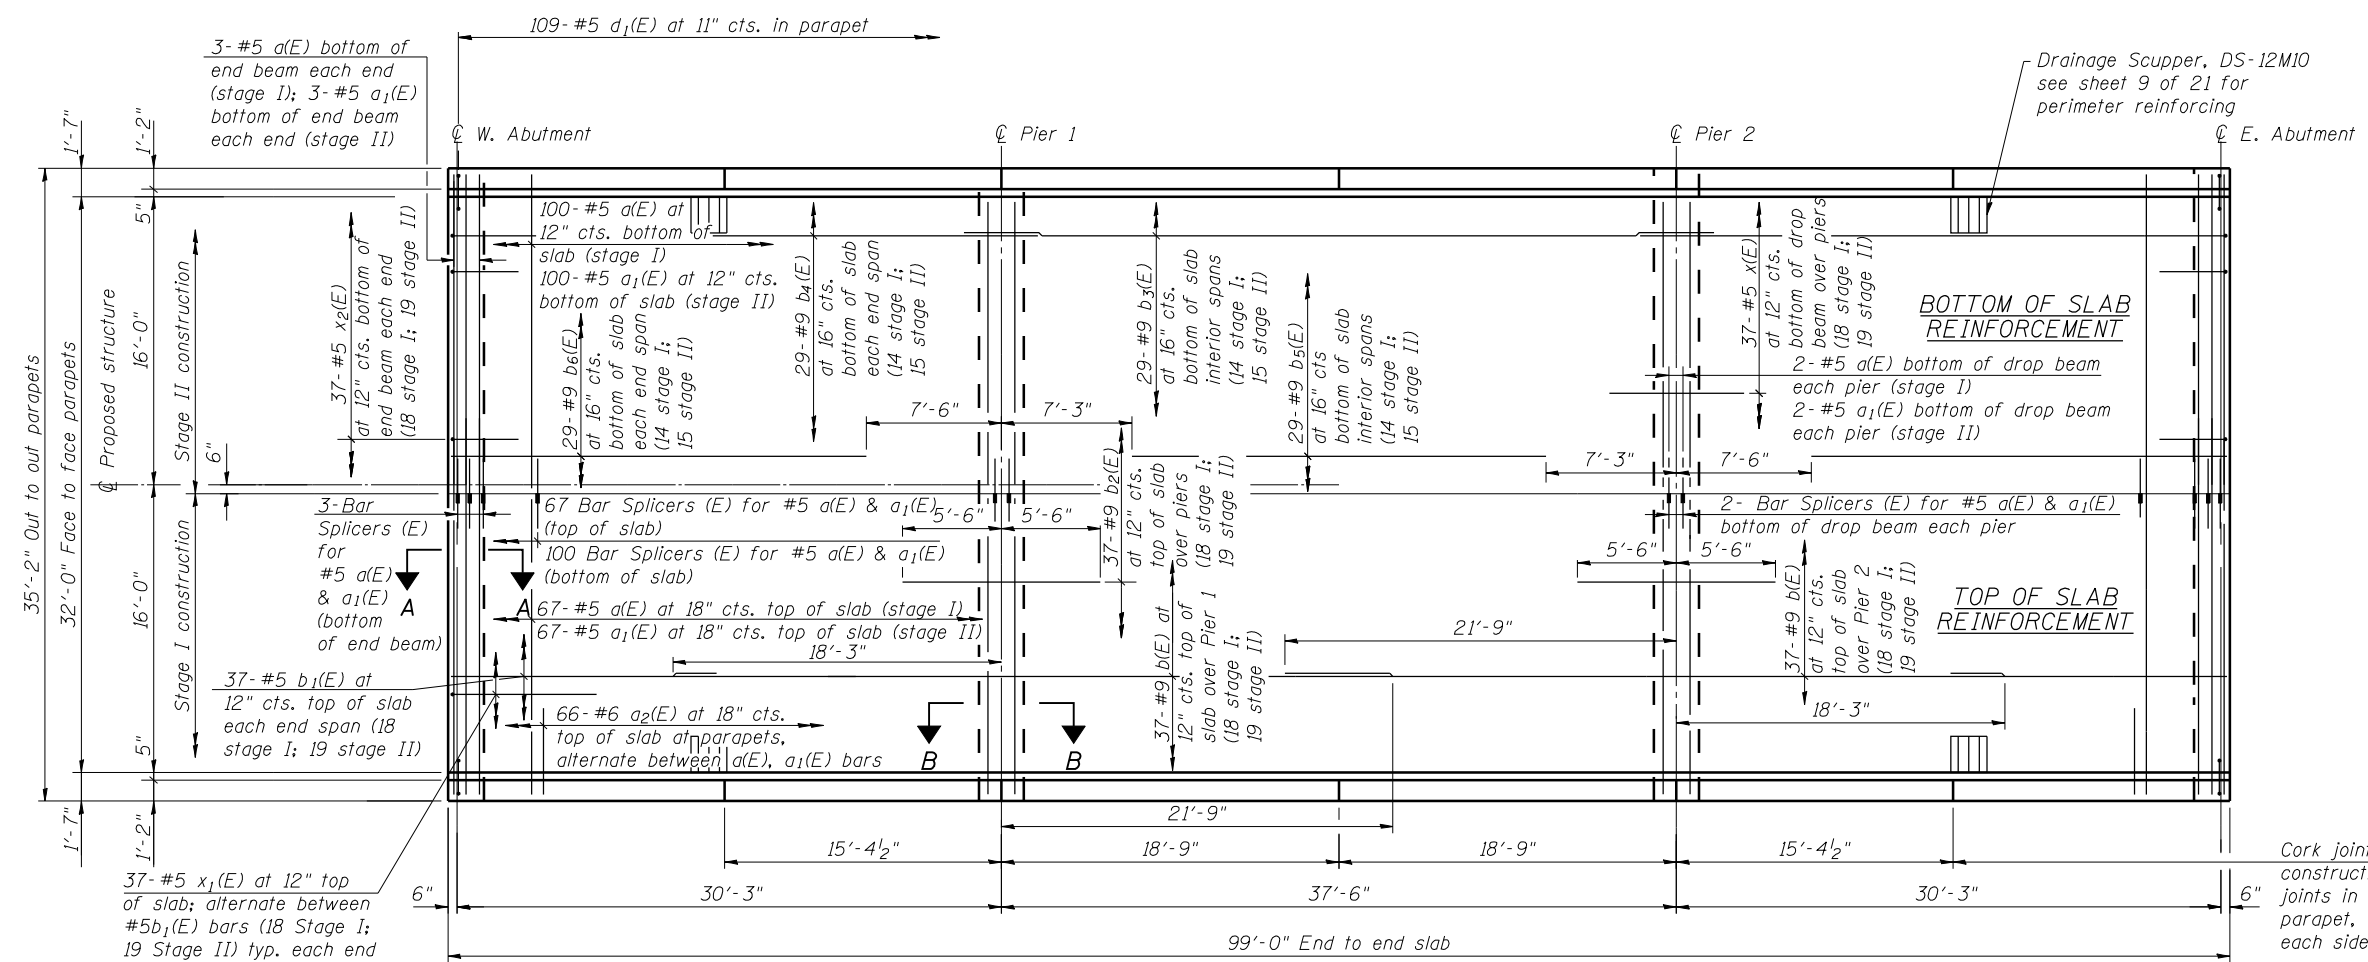 109-#5 d1(E) at 11" cts. in parapet
3-#5 a(E) bottom of
end beam each end
(stage I); 3-#5 a1(E)
bottom of end beam
each end (stage II)
Drainage Scupper, DS-12M10
see sheet 9 of 21 for
perimeter reinforcing
℄ W. Abutment
℄ Pier 1
℄ Pier 2
℄ E. Abutment
1'-7"
1'-2"
5"
35'-2" Out to out parapets
32'-0" Face to face parapets
℄ Proposed structure
16'-0"
Stage II construction
6"
37-#5 x2(E)
at 12" cts. bottom of
end beam each end
(18 stage I; 19 stage II)
100-#5 a(E) at
12" cts. bottom of
slab (stage I)
100-#5 a1(E) at 12" cts.
bottom of slab (stage II)
29-#9 b6(E)
at 16" cts.
bottom of slab
each end span
(14 stage I;
15 stage II)
29-#9 b4(E)
at 16" cts.
bottom of slab
each end span
(14 stage I;
15 stage II)
29-#9 b3(E)
at 16" cts.
bottom of slab
interior spans
(14 stage I;
15 stage II)
29-#9 b5(E)
at 16" cts
bottom of slab
interior spans
(14 stage I;
15 stage II)
37-#5 x(E)
at 12" cts.
bottom of drop
beam over piers
(18 stage I;
19 stage II)
BOTTOM OF SLAB
REINFORCEMENT
2-#5 a(E) bottom of drop beam
each pier (stage I)
2-#5 a1(E) bottom of drop beam
each pier (stage II)
7'-6"
7'-3"
7'-3"
7'-6"
3-Bar
Splicers (E)
for
#5 a(E)
& a1(E)
(bottom
of end beam)
67 Bar Splicers (E) for #5 a(E) & a1(E)
(top of slab)
100 Bar Splicers (E) for #5 a(E) & a1(E)
(bottom of slab)
5'-6"
5'-6"
37-#9 b2(E)
at 12" cts.
top of slab
over piers
(18 stage I;
19 stage II)
2- Bar Splicers (E) for #5 a(E) & a1(E)
bottom of drop beam each pier
5'-6"
5'-6"
Stage I construction
16'-0"
A
A
67-#5 a(E) at 18" cts. top of slab (stage I)
67-#5 a1(E) at 18" cts. top of slab (stage II)
18'-3"
21'-9"
37-#9 b(E) at
12" cts. top of
slab over Pier 1
(18 stage I;
19 stage II)
37-#9 b(E)
at 12" cts.
top of slab
over Pier 2
(18 stage I;
19 stage II)
TOP OF SLAB
REINFORCEMENT
37-#5 b1(E) at
12" cts. top of slab
each end span (18
stage I; 19 stage II)
66-#6 a2(E) at 18" cts.
top of slab at parapets,
alternate between a(E), a1(E) bars
B
B
18'-3"
5"
1'-7"
1'-2"
21'-9"
15'-4½"
18'-9"
18'-9"
15'-4½"
37-#5 x1(E) at 12" top
of slab; alternate between
#5b1(E) bars (18 Stage I;
19 Stage II) typ. each end
6"
30'-3"
37'-6"
30'-3"
6"
99'-0" End to end slab
Cork joint
construct
joints in
parapet,
each side